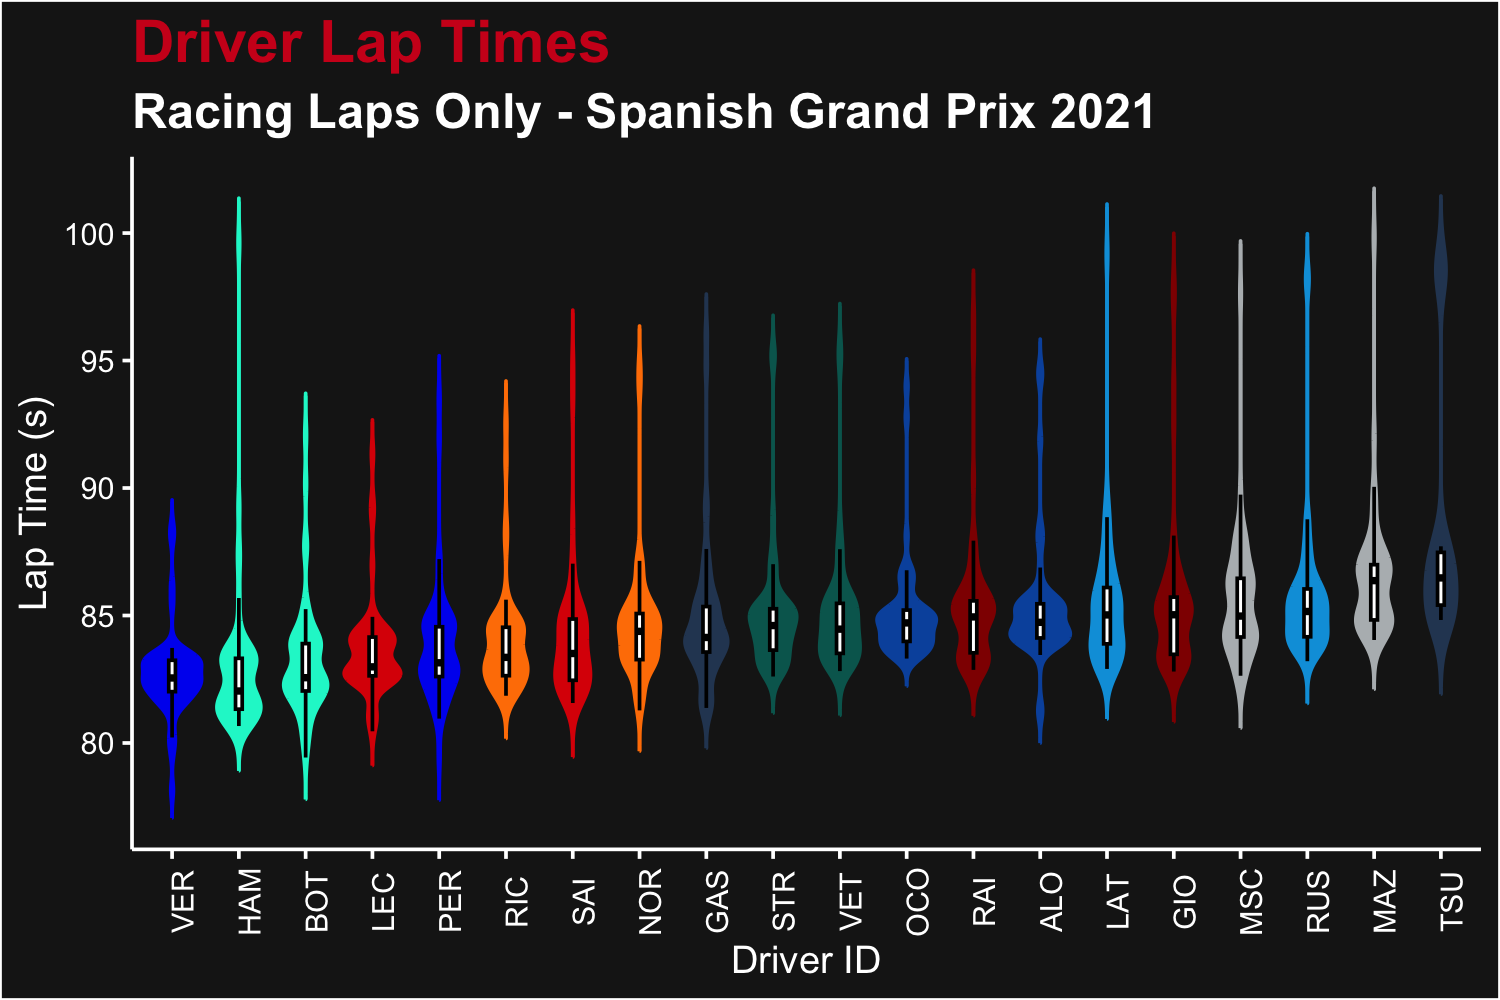 Driver Lap Times
Racing Laps Only - Spanish Grand Prix 2021
Lap Time (s)
100
95
90
85
80
VER
HAM
BOT
LEC
PER
RIC
SAI
NOR
GAS
STR
VET
OCO
RAI
ALO
LAT
GIO
MSC
RUS
MAZ
TSU
Driver ID